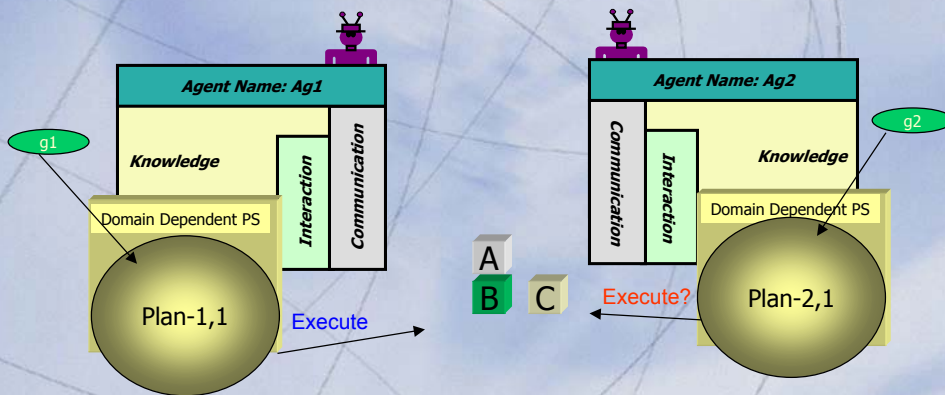 Agent Name: Ag1
g1
Knowledge
Interaction
Communication
Domain Dependent PS
Plan-1,1
Execute
A
B
C
Agent Name: Ag2
g2
Communication
Interaction
Knowledge
Domain Dependent PS
Plan-2,1
Execute?